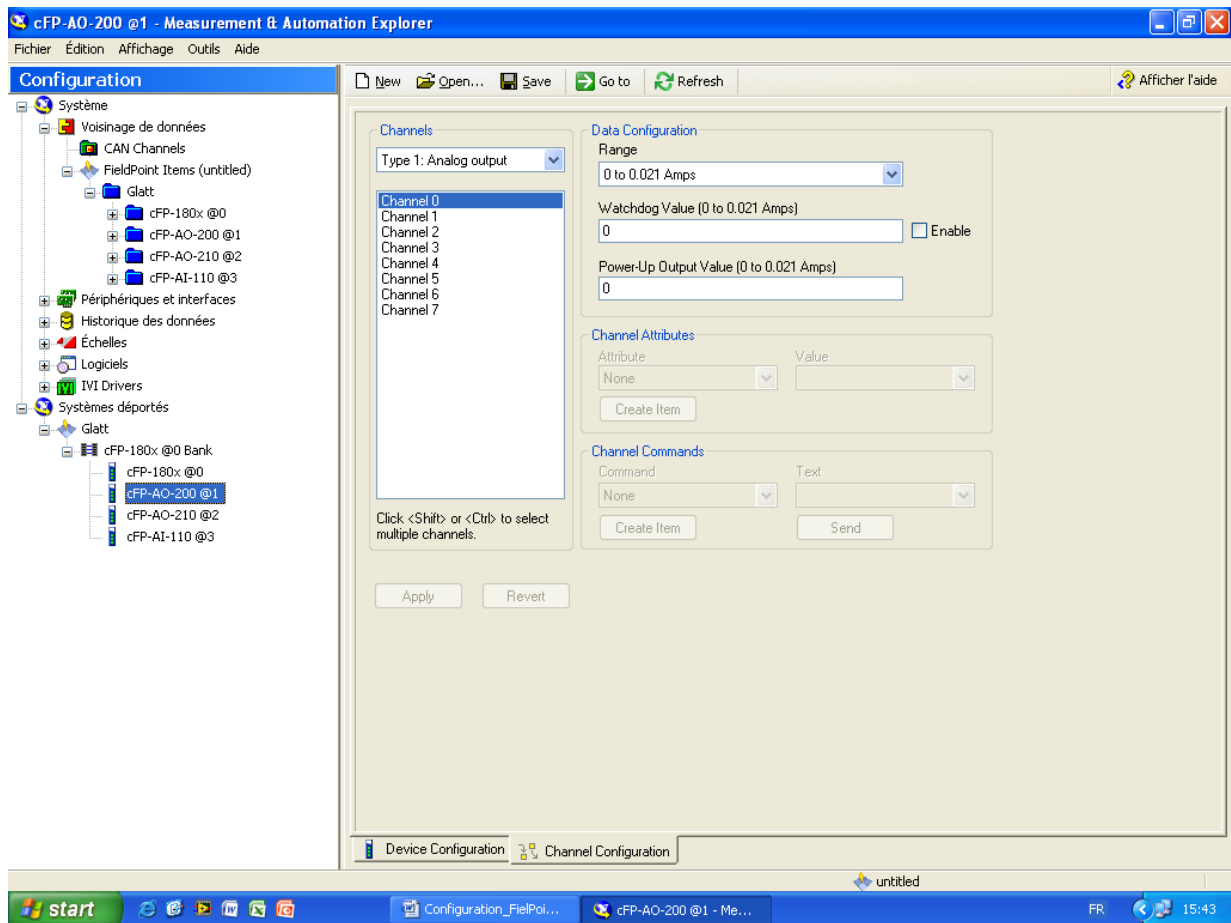 cFP-AO-200 @1 - Measurement & Automation Explorer
Fichier Édition Affichage Outils Aide
Configuration
Système
Voisinage de données
CAN Channels
FieldPoint Items (untitled)
Glatt
cFP-180x @0
cFP-AO-200 @1
cFP-AO-210 @2
cFP-AI-110 @3
Périphériques et interfaces
Historique des données
Échelles
Logiciels
IVI Drivers
Systèmes déportés
Glatt
cFP-180x @0 Bank
cFP-180x @0
cFP-AO-200 @1
cFP-AO-210 @2
cFP-AI-110 @3
New Open... Save Go to Refresh Afficher l'aide
Channels
Type 1: Analog output
Channel 0
Channel 1
Channel 2
Channel 3
Channel 4
Channel 5
Channel 6
Channel 7
Click <Shift> or <Ctrl> to select
multiple channels.
Apply Revert
Data Configuration
Range
0 to 0.021 Amps
Watchdog Value (0 to 0.021 Amps)
0 Enable
Power-Up Output Value (0 to 0.021 Amps)
0
Channel Attributes
Attribute Value
None
Create Item
Channel Commands
Command Text
None
Create Item Send
Device Configuration Channel Configuration
untitled
start Configuration_FielPoi... cFP-AO-200 @1 - Me... FR 15:43